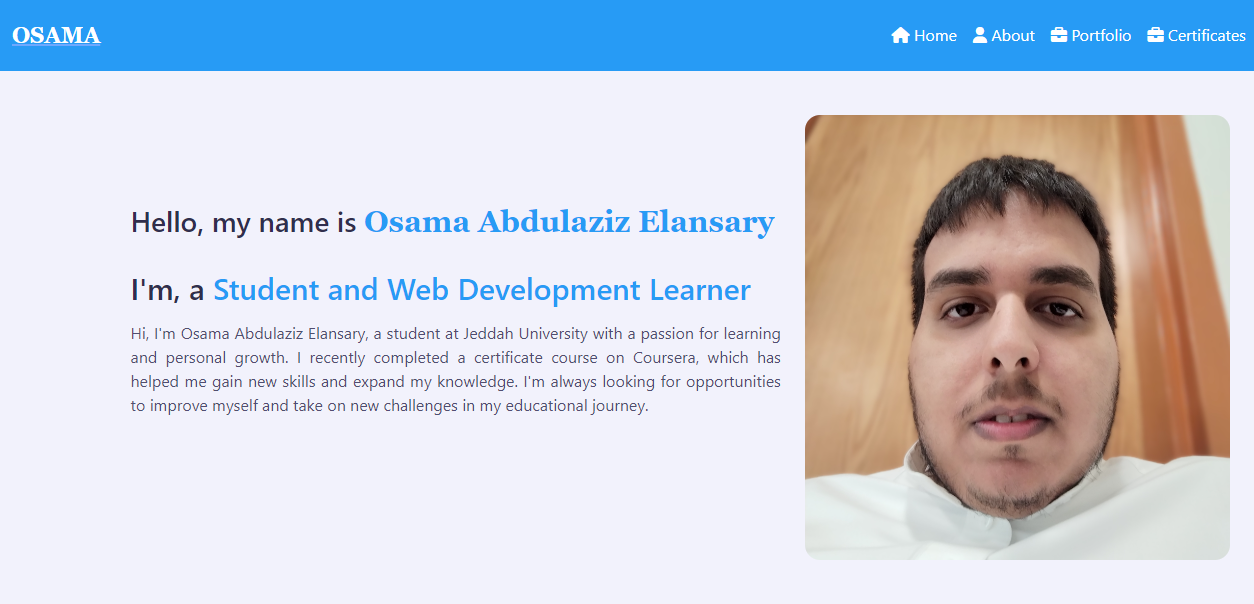 OSAMA
Home About Portfolio Certificates
Hello, my name is Osama Abdulaziz Elansary
I'm, a Student and Web Development Learner
Hi, I'm Osama Abdulaziz Elansary, a student at Jeddah University with a passion for learning
and personal growth. I recently completed a certificate course on Coursera, which has
helped me gain new skills and expand my knowledge. I'm always looking for opportunities
to improve myself and take on new challenges in my educational journey.